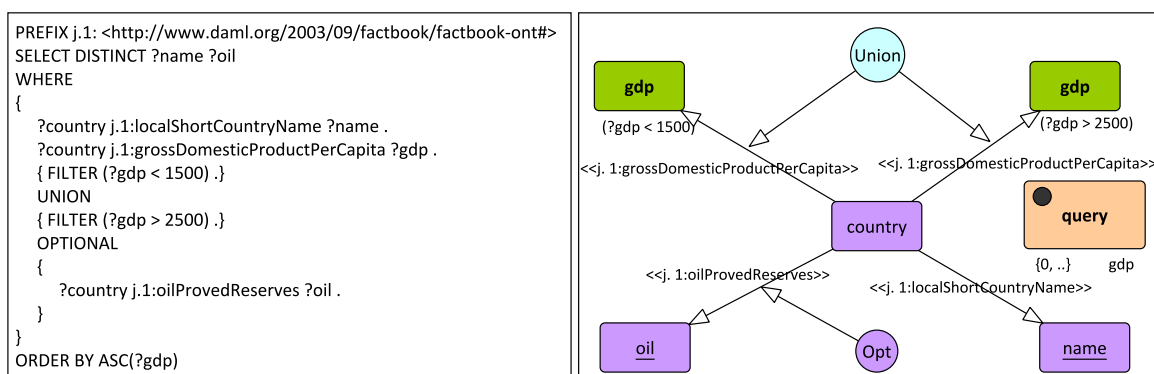 PREFIX j.1: <http://www.daml.org/2003/09/factbook/factbook-ont#>
SELECT DISTINCT ?name ?oil
WHERE
{
?country j.1:localShortCountryName ?name .
?country j.1:grossDomesticProductPerCapita ?gdp .
{ FILTER (?gdp < 1500) .}
UNION
{ FILTER (?gdp > 2500) .}
OPTIONAL
{
?country j.1:oilProvedReserves ?oil .
}
}
ORDER BY ASC(?gdp)
Union
gdp
gdp
(?gdp < 1500)
(?gdp > 2500)
<<j. 1:grossDomesticProductPerCapita>>
<<j. 1:grossDomesticProductPerCapita>>
country
query
{0, ..} gdp
<<j. 1:oilProvedReserves>>
<<j. 1:localShortCountryName>>
oil
Opt
name